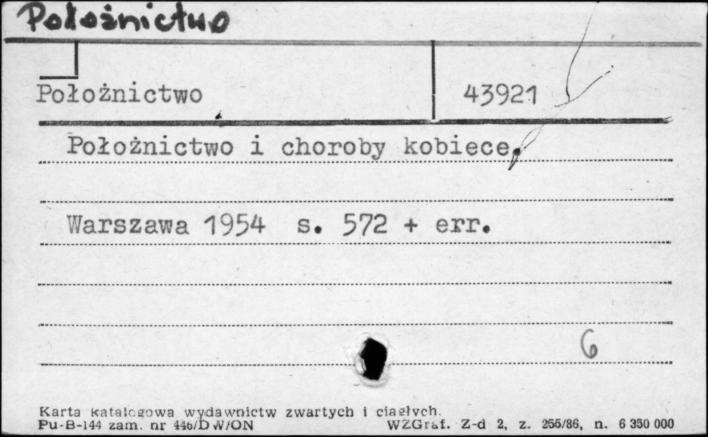 Położnictwo
Położnictwo 43921
Położnictwo i choroby kobiece.
Warszawa 1954 s. 572 + err.
6
Karta katalogowa wydawnictw zwartych i ciągłych.
Pu-B-144 zam. nr 446/DW/ON WZGraf. Z-d 2, z. 255/86, n. 6 350 000